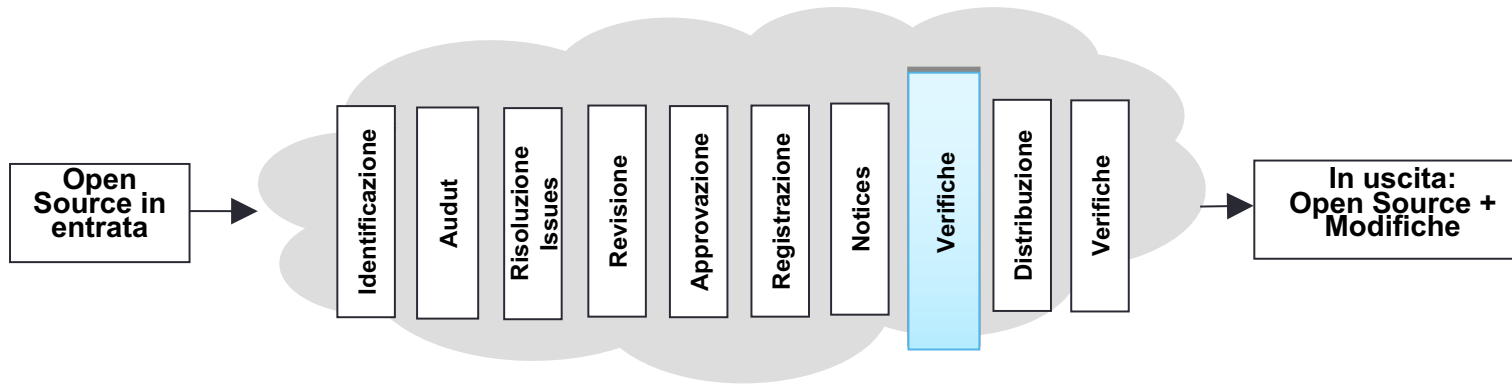 Open
Source in
entrata
Identificazione
Audut
Risoluzione
Issues
Revisione
Approvazione
Registrazione
Notices
Verifiche
Distribuzione
Verifiche
In uscita:
Open Source +
Modifiche